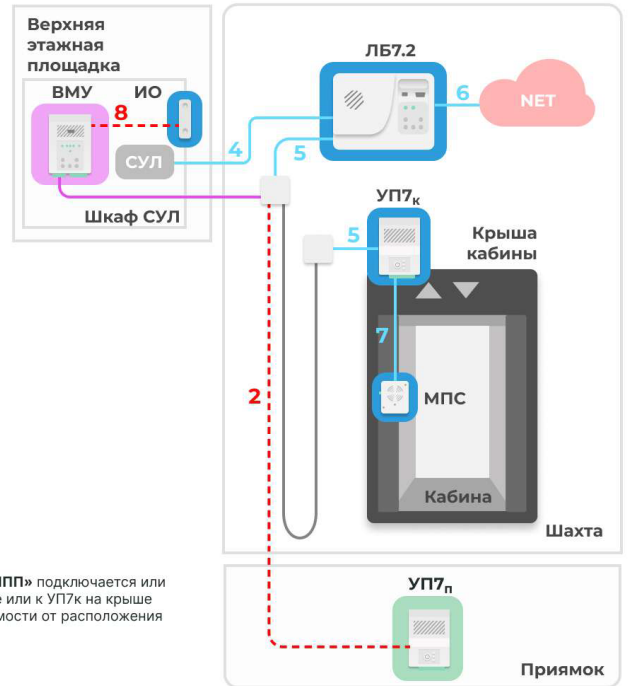 Верхняя
этажная
площадка
ВМУ
ИО
8
СУЛ
Шкаф СУЛ
ЛБ7.2
4
5
6
NET
УП7к
5
Крыша
кабины
7
МПС
2
Кабина
Шахта
ПП» подключается или
е или к УП7к на крыше
мости от расположения
УП7п
Приямок